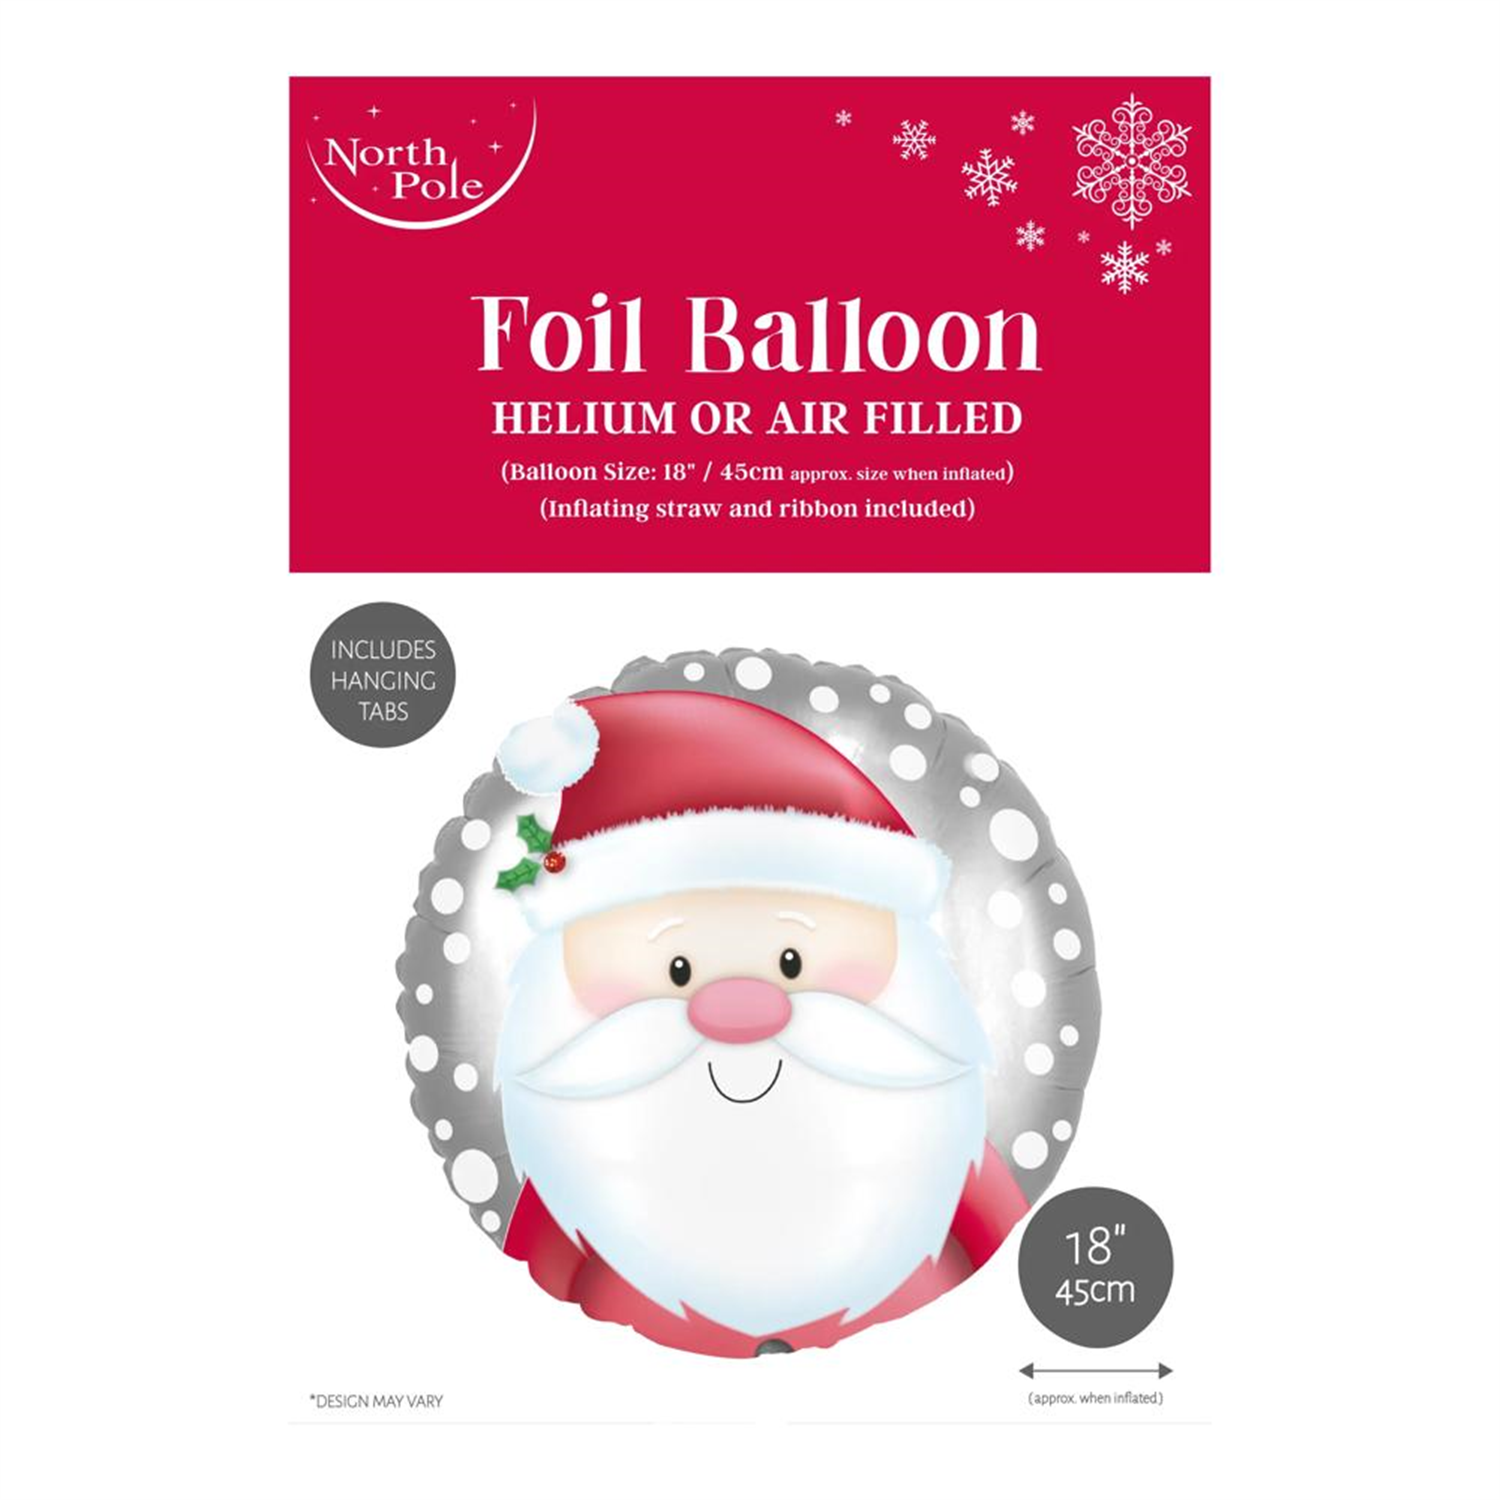 North
Pole
Foil Balloon
HELIUM OR AIR FILLED
(Balloon Size: 18" / 45cm approx. size when inflated)
(Inflating straw and ribbon included)
INCLUDES
HANGING
TABS
18"
45cm
(approx. when inflated)
*DESIGN MAY VARY